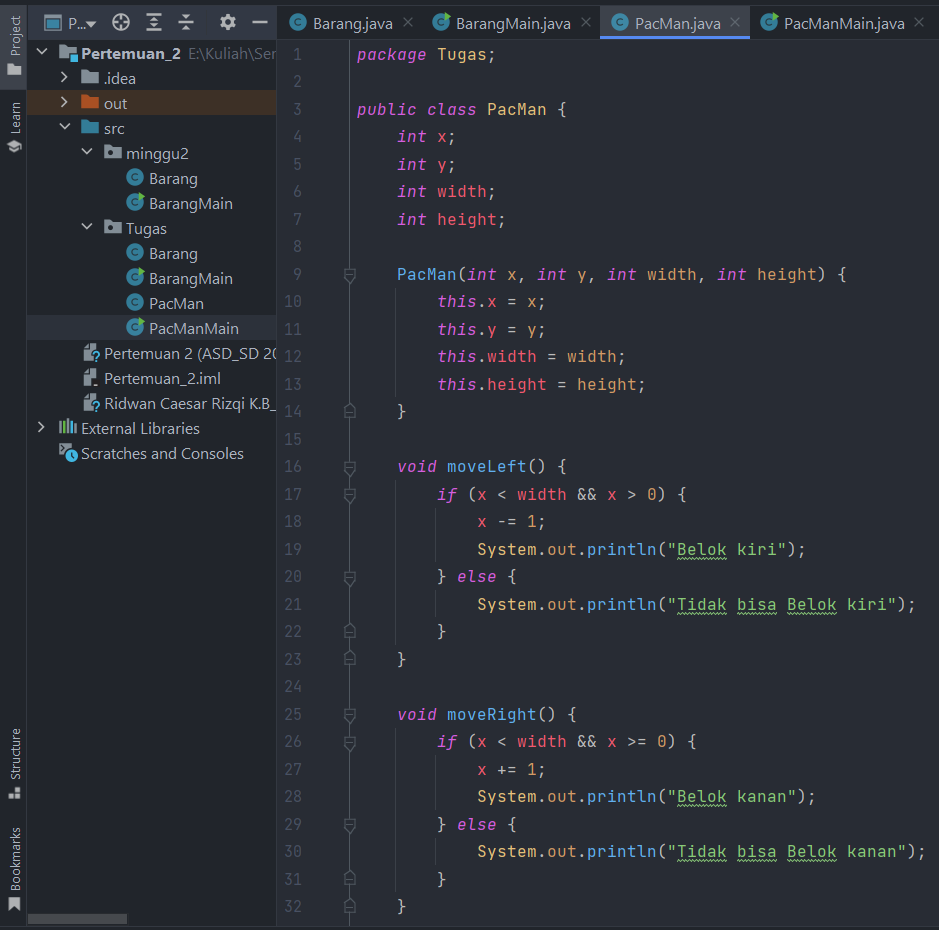 Project
Learn
Structure
Bookmarks
P...
Pertemuan_2 E:\Kuliah\Ser
.idea
out
src
minggu2
Barang
BarangMain
Tugas
Barang
BarangMain
PacMan
PacManMain
Pertemuan 2 (ASD_SD 20
Pertemuan_2.iml
Ridwan Caesar Rizqi K.B_
External Libraries
Scratches and Consoles
Barang.java
BarangMain.java
PacMan.java
PacManMain.java
1 package Tugas;
2
3 public class PacMan {
4 int x;
5 int y;
6 int width;
7 int height;
8
9 PacMan(int x, int y, int width, int height) {
10 this.x = x;
11 this.y = y;
12 this.width = width;
13 this.height = height;
14 }
15
16 void moveLeft() {
17 if (x < width && x > 0) {
18 x -= 1;
19 System.out.println("Belok kiri");
20 } else {
21 System.out.println("Tidak bisa Belok kiri");
22 }
23 }
24
25 void moveRight() {
26 if (x < width && x >= 0) {
27 x += 1;
28 System.out.println("Belok kanan");
29 } else {
30 System.out.println("Tidak bisa Belok kanan");
31 }
32 }